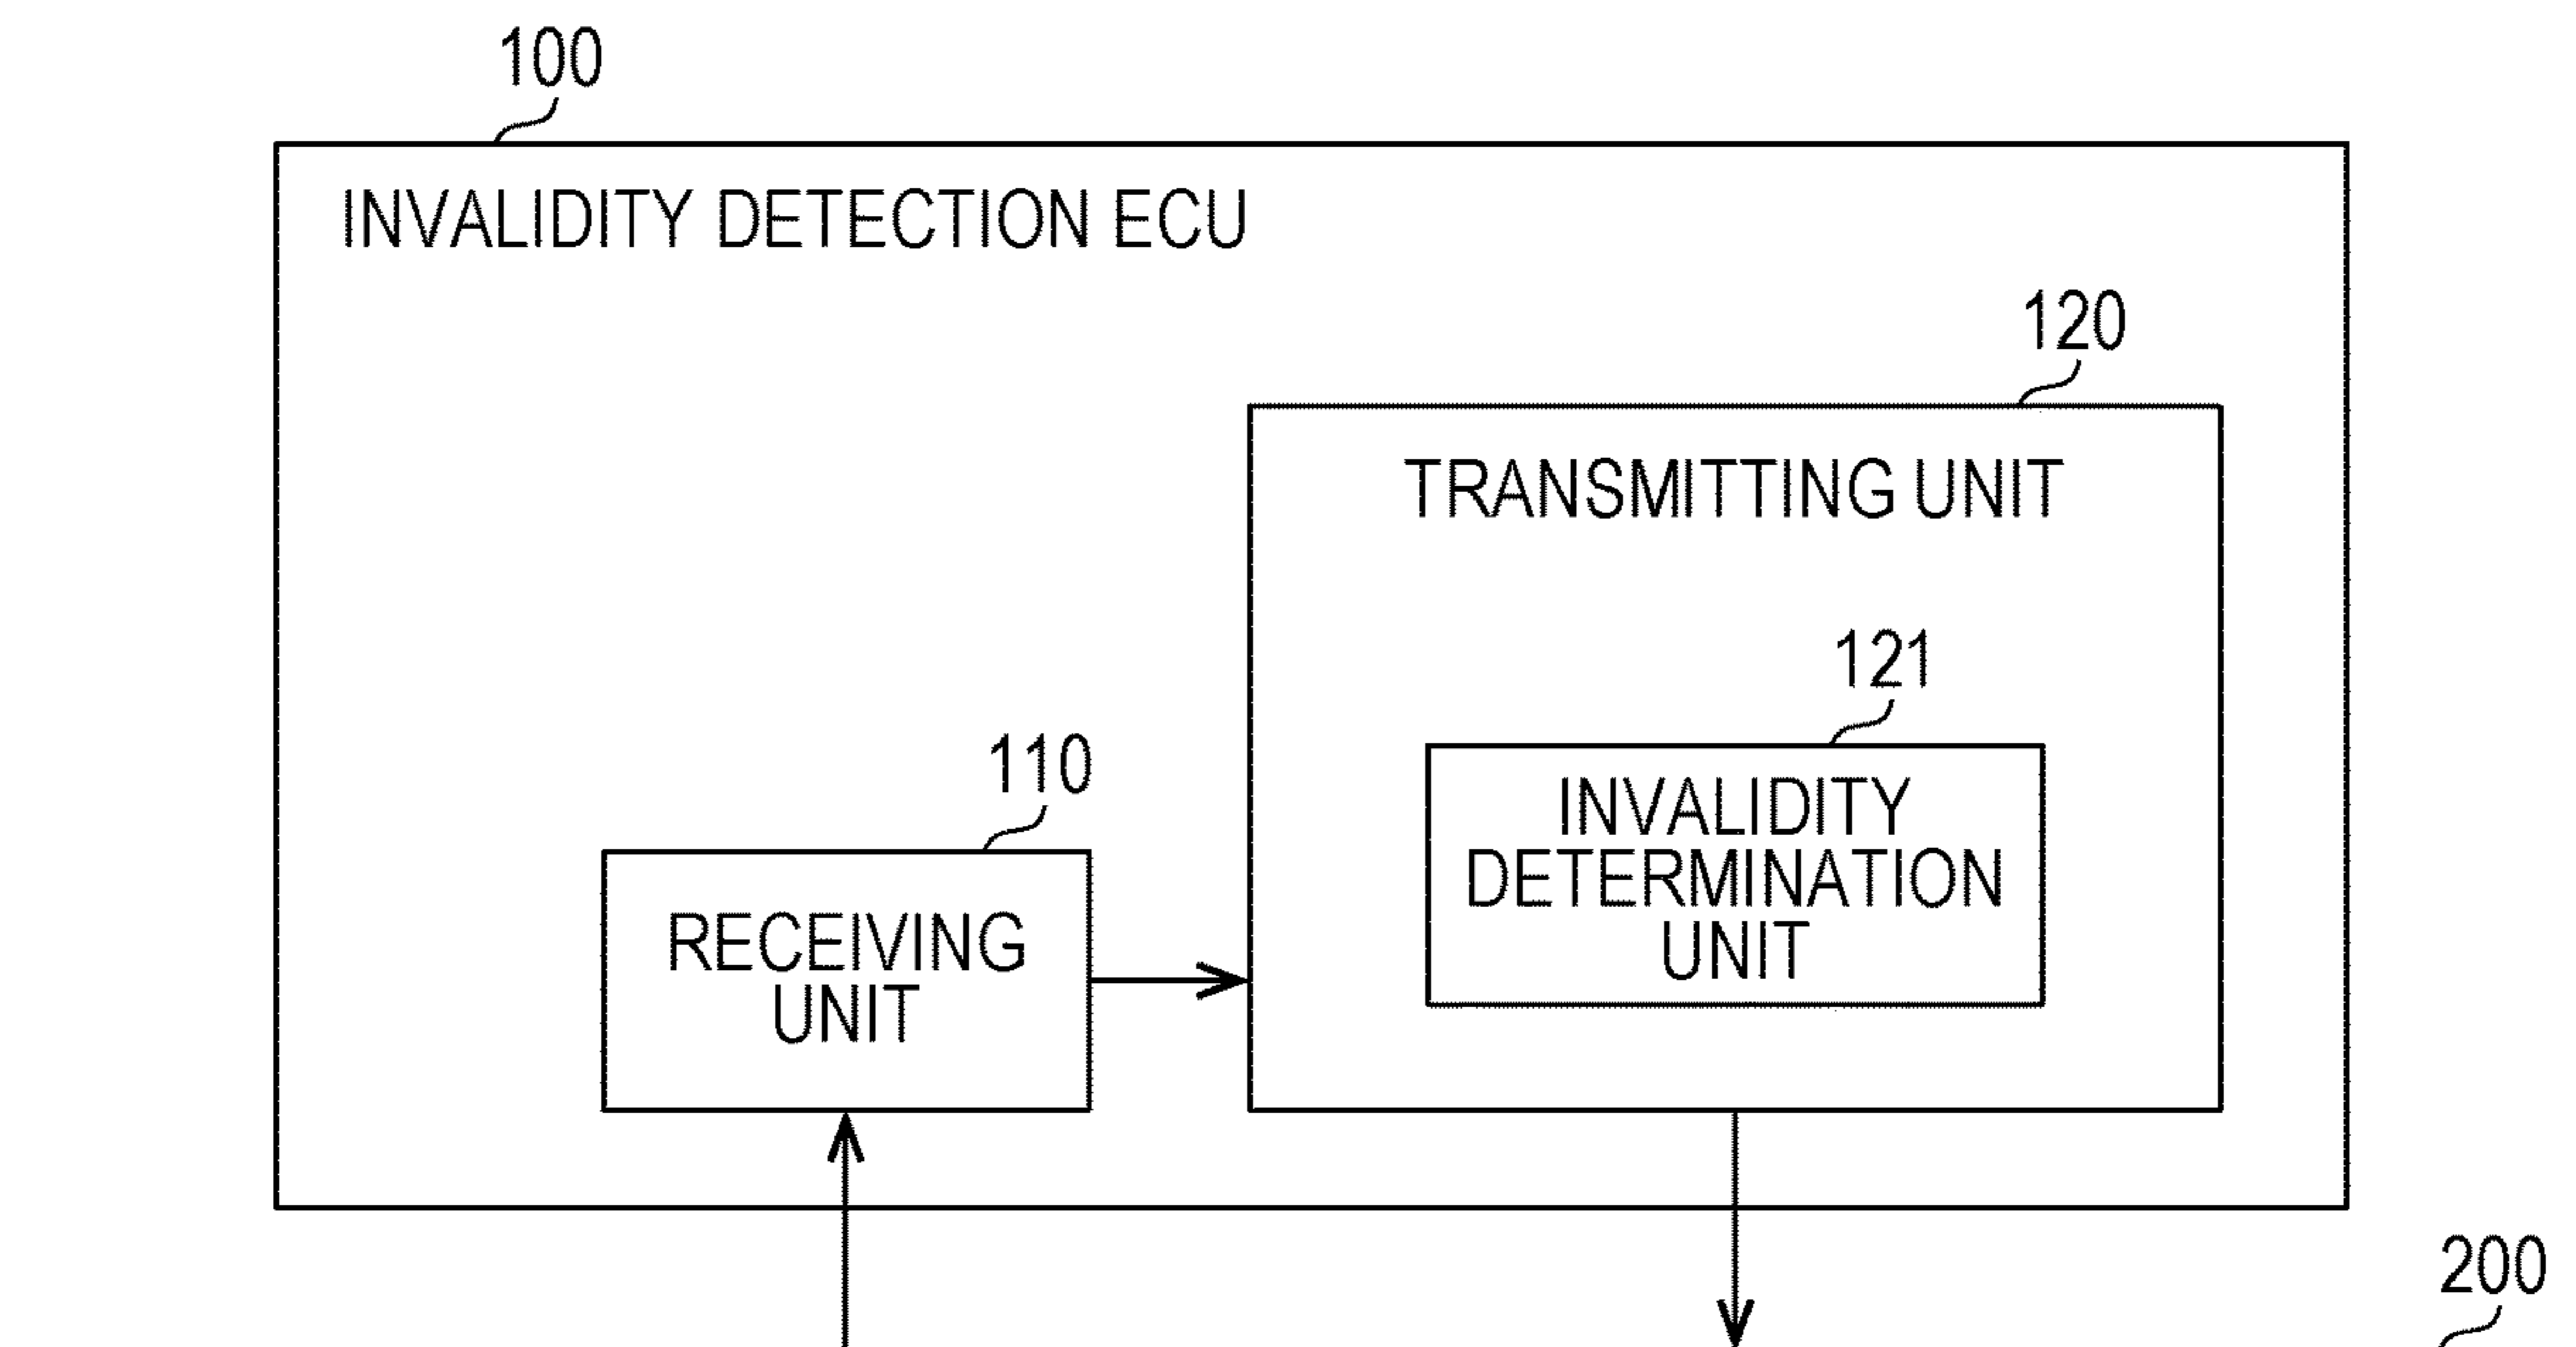 100
INVALIDITY DETECTION ECU
120
TRANSMITTING UNIT
121
INVALIDITY
DETERMINATION
UNIT
110
RECEIVING
UNIT
200